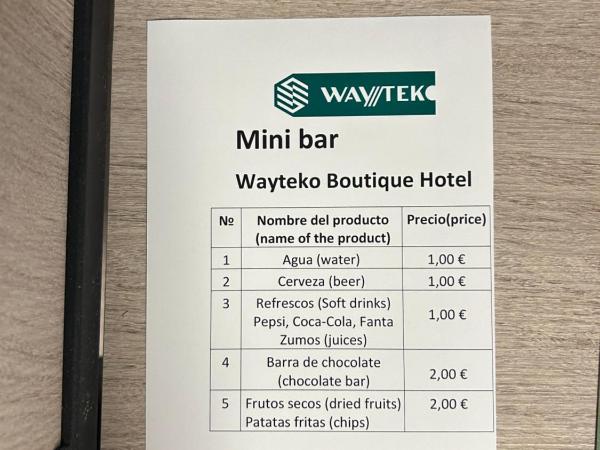 WAYTEKO
Mini bar
Wayteko Boutique Hotel
Nº Nombre del producto Precio(price)
(name of the product)
1 Agua (water) 1,00 €
2 Cerveza (beer) 1,00 €
3 Refrescos (Soft drinks)
Pepsi, Coca-Cola, Fanta 1,00 €
Zumos (juices)
4 Barra de chocolate
(chocolate bar) 2,00 €
5 Frutos secos (dried fruits) 2,00 €
Patatas fritas (chips)